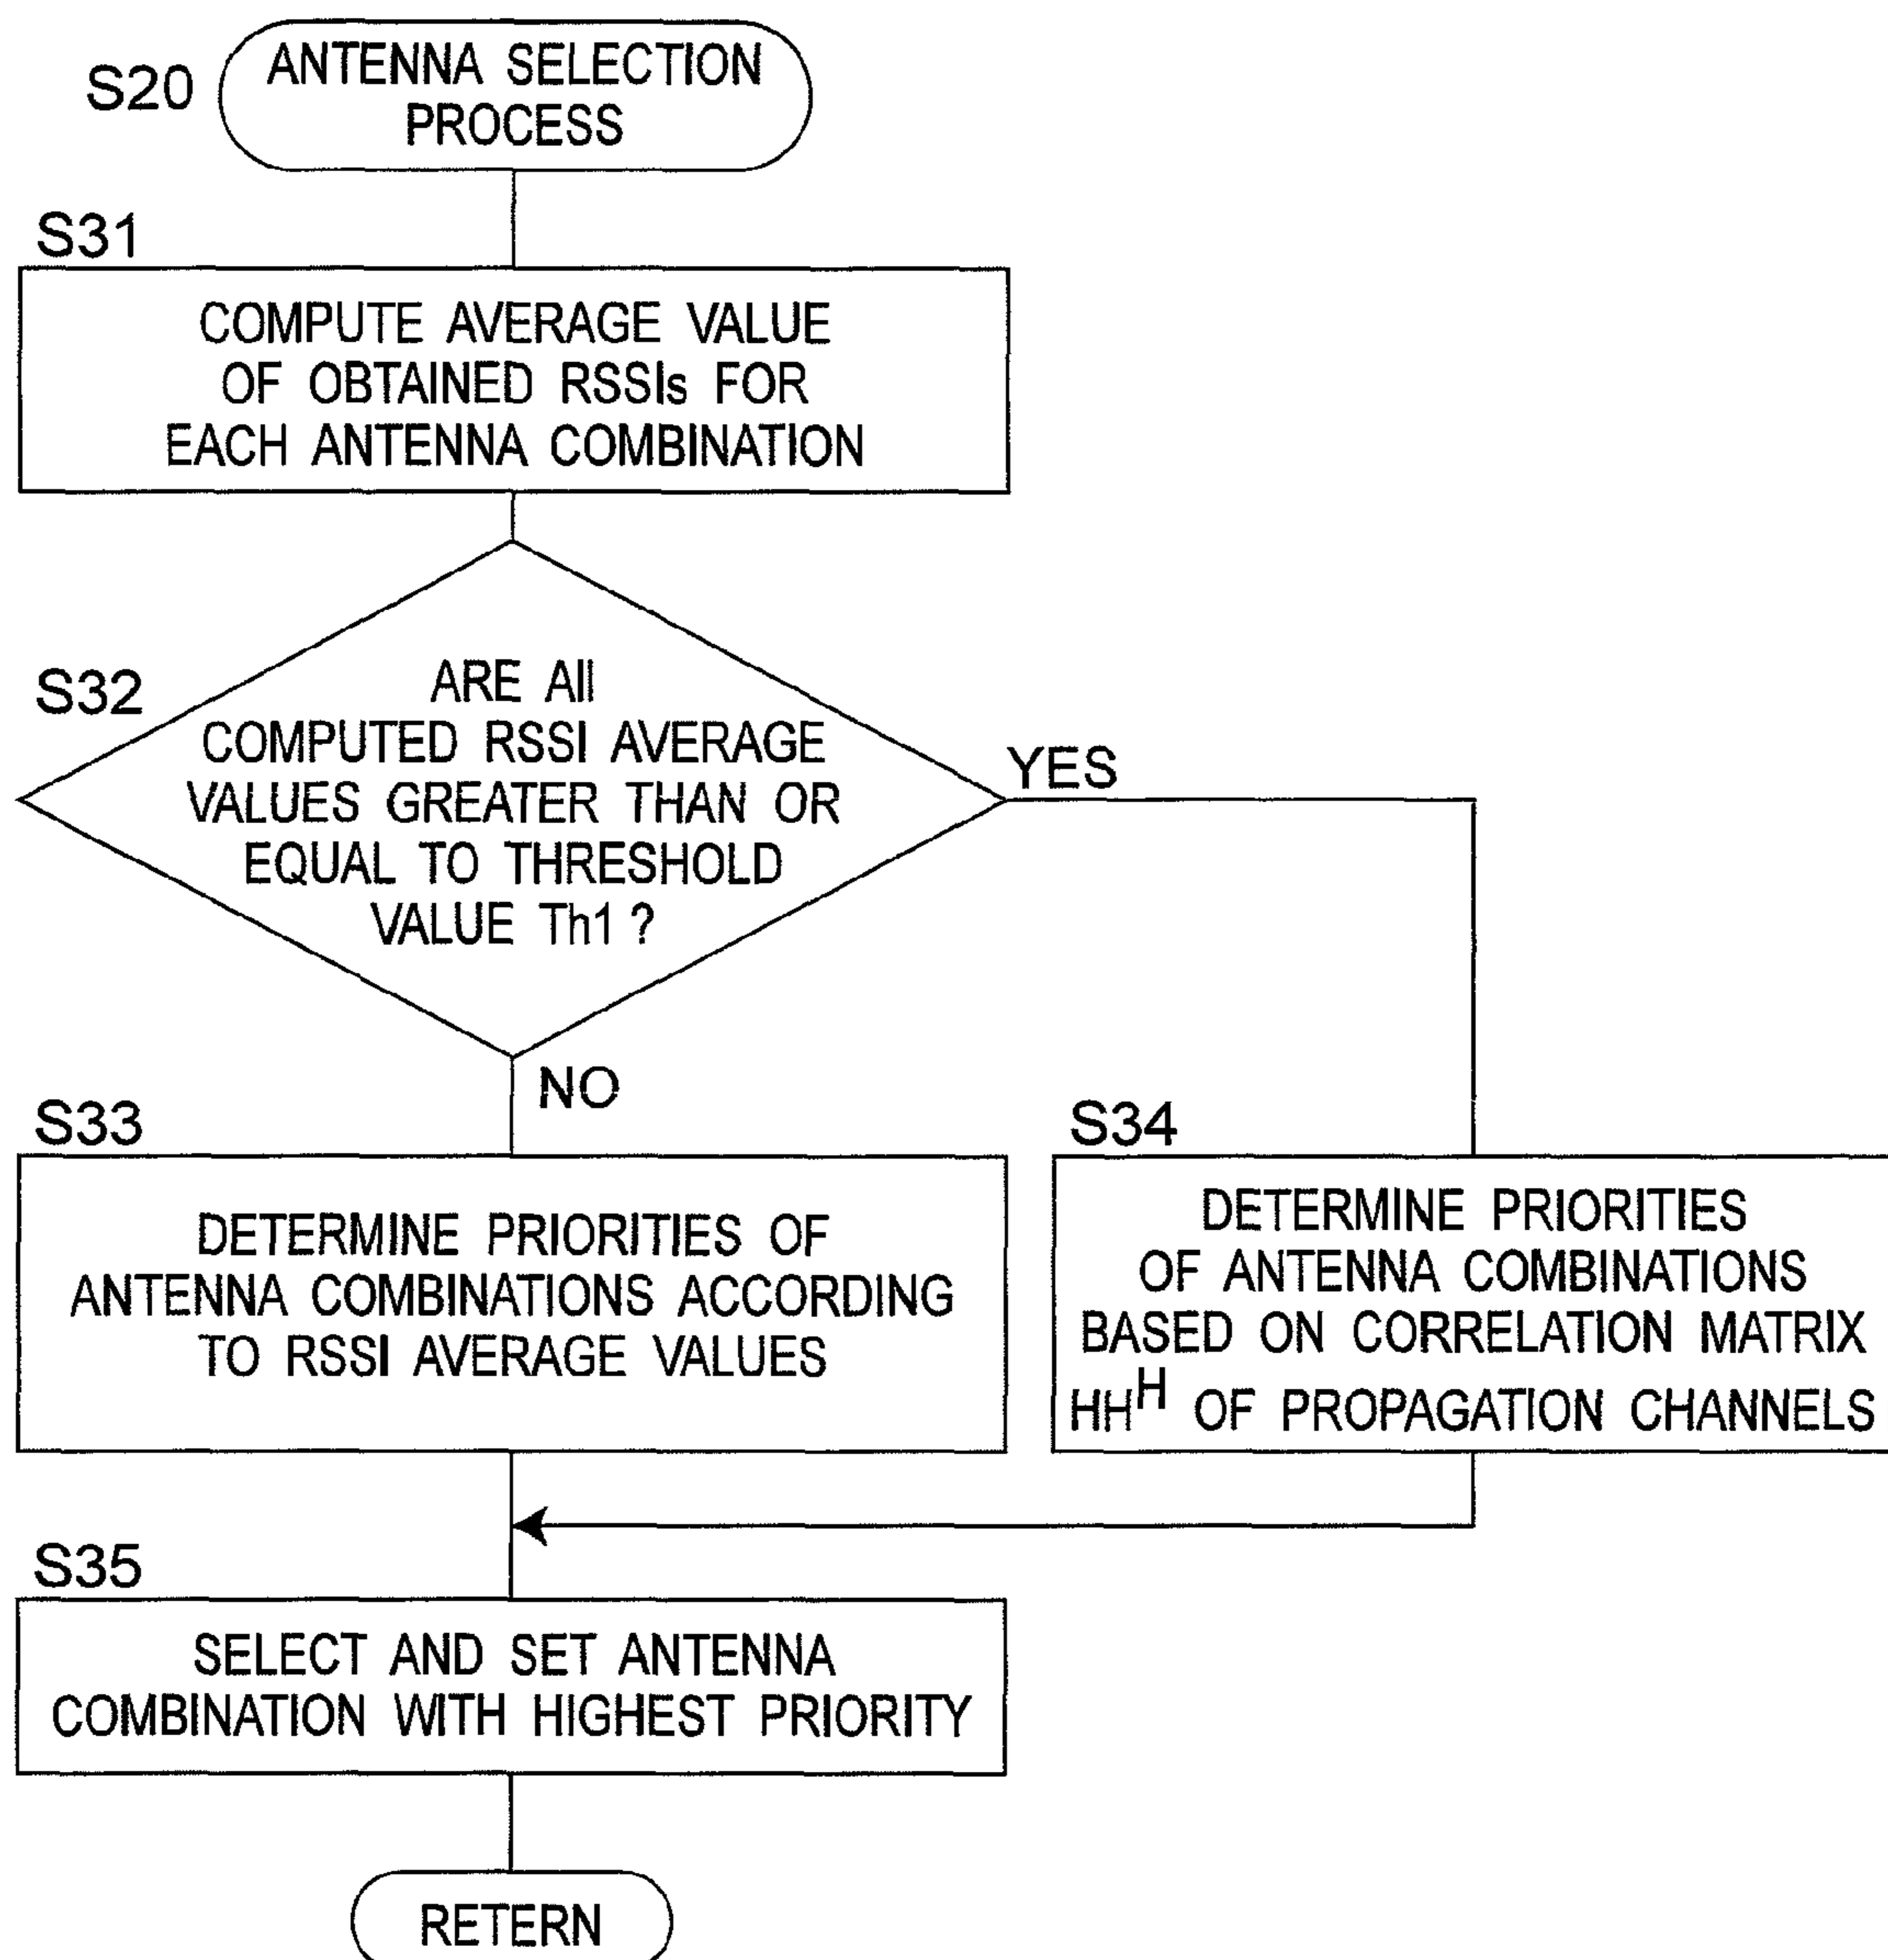 S20
ANTENNA SELECTION
PROCESS
S31
COMPUTE AVERAGE VALUE
OF OBTAINED RSSIs FOR
EACH ANTENNA COMBINATION
S32
ARE All
COMPUTED RSSI AVERAGE
VALUES GREATER THAN OR
EQUAL TO THRESHOLD
VALUE Th1 ?
YES
NO
S33
DETERMINE PRIORITIES OF
ANTENNA COMBINATIONS ACCORDING
TO RSSI AVERAGE VALUES
S34
DETERMINE PRIORITIES
OF ANTENNA COMBINATIONS
BASED ON CORRELATION MATRIX
HH^H OF PROPAGATION CHANNELS
S35
SELECT AND SET ANTENNA
COMBINATION WITH HIGHEST PRIORITY
RETERN